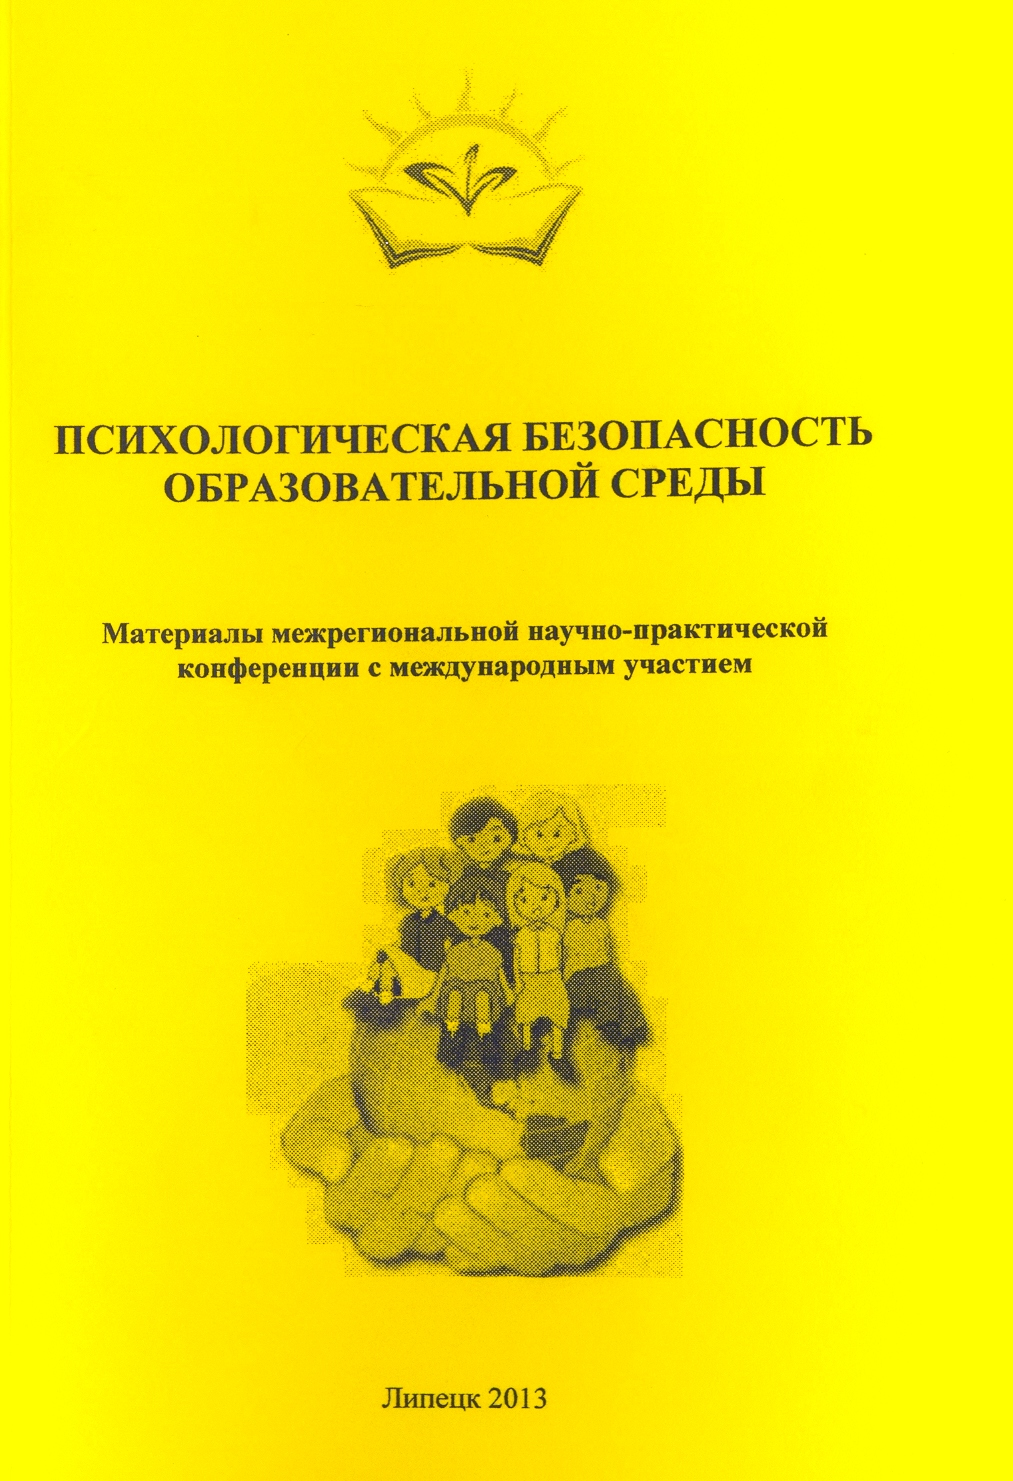 ПСИХОЛОГИЧЕСКАЯ БЕЗОПАСНОСТЬ
ОБРАЗОВАТЕЛЬНОЙ СРЕДЫ
Материалы межрегиональной научно-практической
конференции с международным участием
Липецк 2013